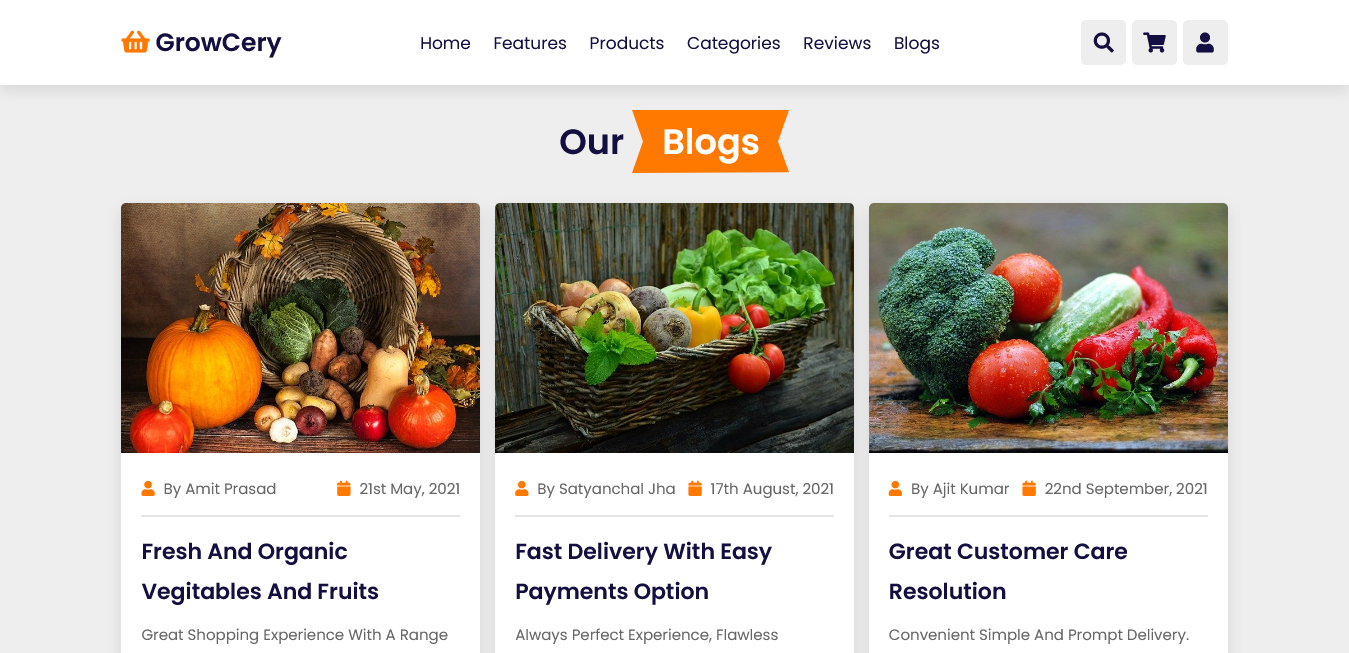 GrowCery
Home Features Products Categories Reviews Blogs
Our Blogs
By Amit Prasad 21st May, 2021
Fresh And Organic
Vegitables And Fruits
Great Shopping Experience With A Range
By Satyanchal Jha 17th August, 2021
Fast Delivery With Easy
Payments Option
Always Perfect Experience, Flawless
By Ajit Kumar 22nd September, 2021
Great Customer Care
Resolution
Convenient Simple And Prompt Delivery.